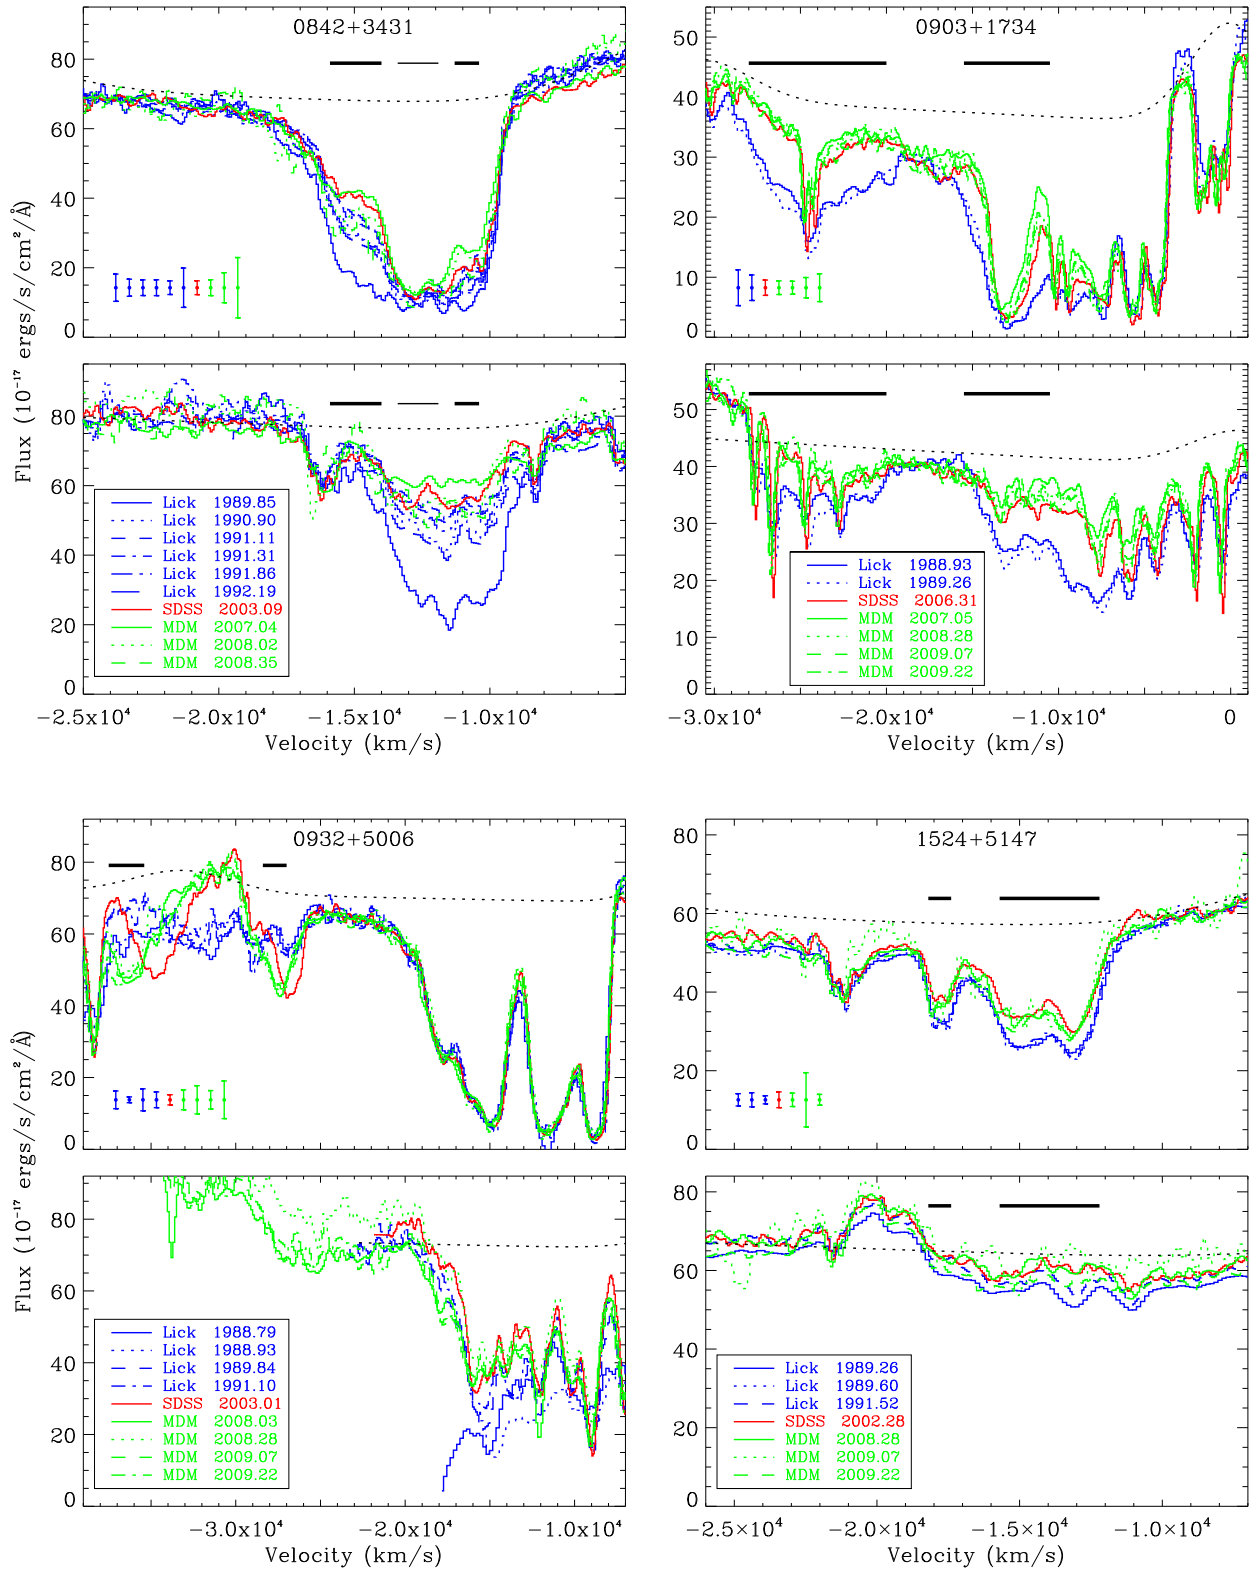 0842+3431
80
60
40
20
0
80
60
40
20
0
Lick 1989.85
Lick 1990.90
Lick 1991.11
Lick 1991.31
Lick 1991.86
Lick 1992.19
SDSS 2003.09
MDM 2007.04
MDM 2008.02
MDM 2008.35
−2.5x10⁴ −2.0x10⁴ −1.5x10⁴ −1.0x10⁴
Velocity (km/s)
Flux (10⁻¹⁷ ergs/s/cm²/Å)
0903+1734
50
40
30
20
10
0
50
40
30
20
10
0
Lick 1988.93
Lick 1989.26
SDSS 2006.31
MDM 2007.05
MDM 2008.28
MDM 2009.07
MDM 2009.22
−3.0x10⁴ −2.0x10⁴ −1.0x10⁴ 0
Velocity (km/s)
0932+5006
80
60
40
20
0
80
60
40
20
0
Lick 1988.79
Lick 1988.93
Lick 1989.84
Lick 1991.10
SDSS 2003.01
MDM 2008.03
MDM 2008.28
MDM 2009.07
MDM 2009.22
−3.0x10⁴ −2.0x10⁴ −1.0x10⁴
Velocity (km/s)
Flux (10⁻¹⁷ ergs/s/cm²/Å)
1524+5147
80
60
40
20
0
80
60
40
20
0
Lick 1989.26
Lick 1989.60
Lick 1991.52
SDSS 2002.28
MDM 2008.28
MDM 2009.07
MDM 2009.22
−2.5×10⁴ −2.0×10⁴ −1.5×10⁴ −1.0×10⁴
Velocity (km/s)